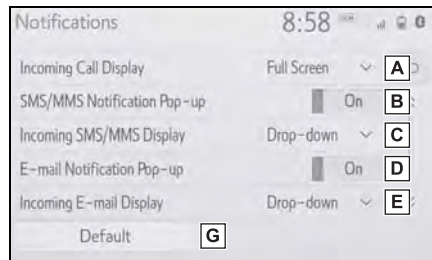 Notifications 8:58
Incoming Call Display Full Screen A
SMS/MMS Notification Pop-up On B
Incoming SMS/MMS Display Drop-down C
E-mail Notification Pop-up On D
Incoming E-mail Display Drop-down E
Default G